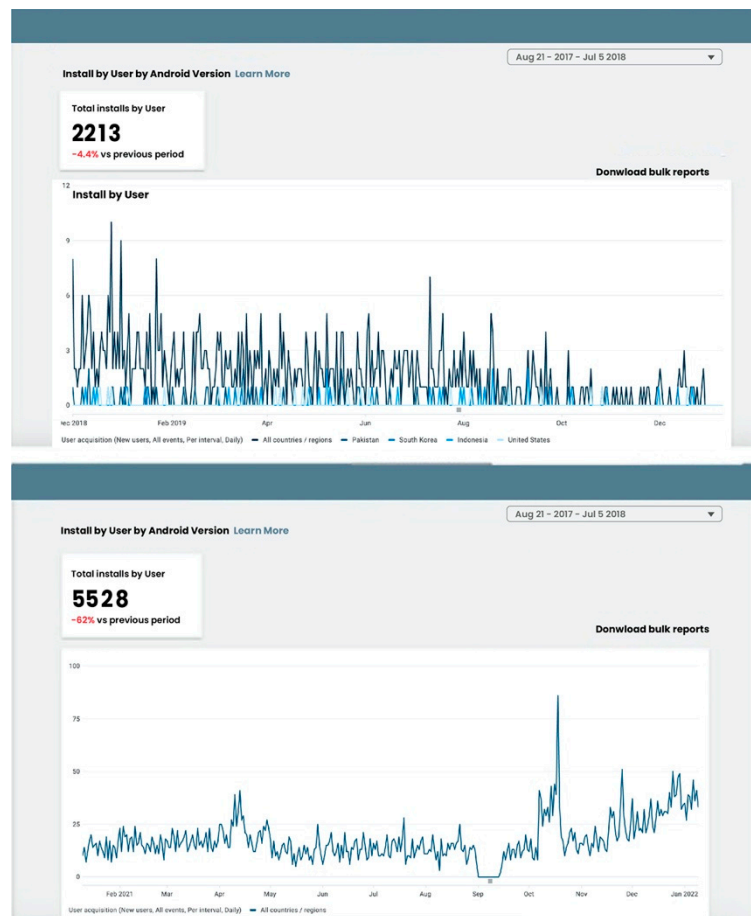 Aug 21 - 2017 - Jul 5 2018
Install by User by Android Version Learn More
Total installs by User
2213
-4.4% vs previous period
Donwload bulk reports
12
Install by User
9
6
3
0
ec 2018 Feb 2019 Apr Jun Aug Oct Dec
User acquisition (New users, All events, Per interval, Daily) All countries / regions Pakistan South Korea Indonesia United States
Aug 21 - 2017 - Jul 5 2018
Install by User by Android Version Learn More
Total installs by User
5528
-62% vs previous period
Donwload bulk reports
100
75
50
25
0
Feb 2021 Mar Apr May Jun Jul Aug Sep Oct Nov Dec Jan 2022
User acquisition (New users, All events, Per interval, Daily) All countries / regions